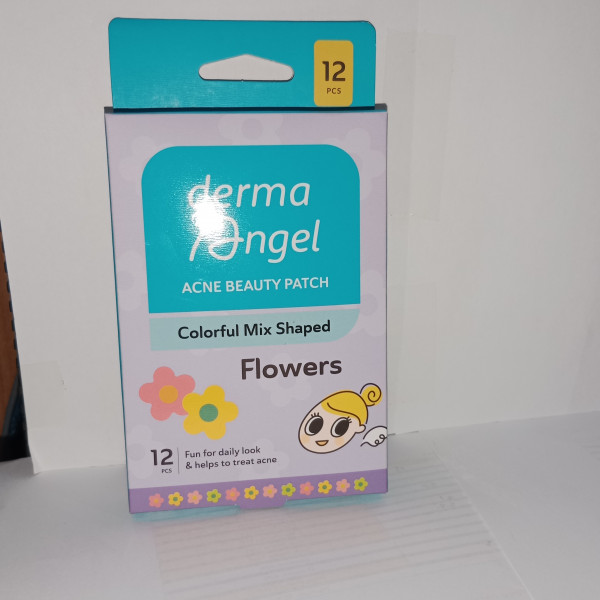 12
PCS
derma
Angel
ACNE BEAUTY PATCH
Colorful Mix Shaped
Flowers
12
PCS
Fun for daily look
& helps to treat acne